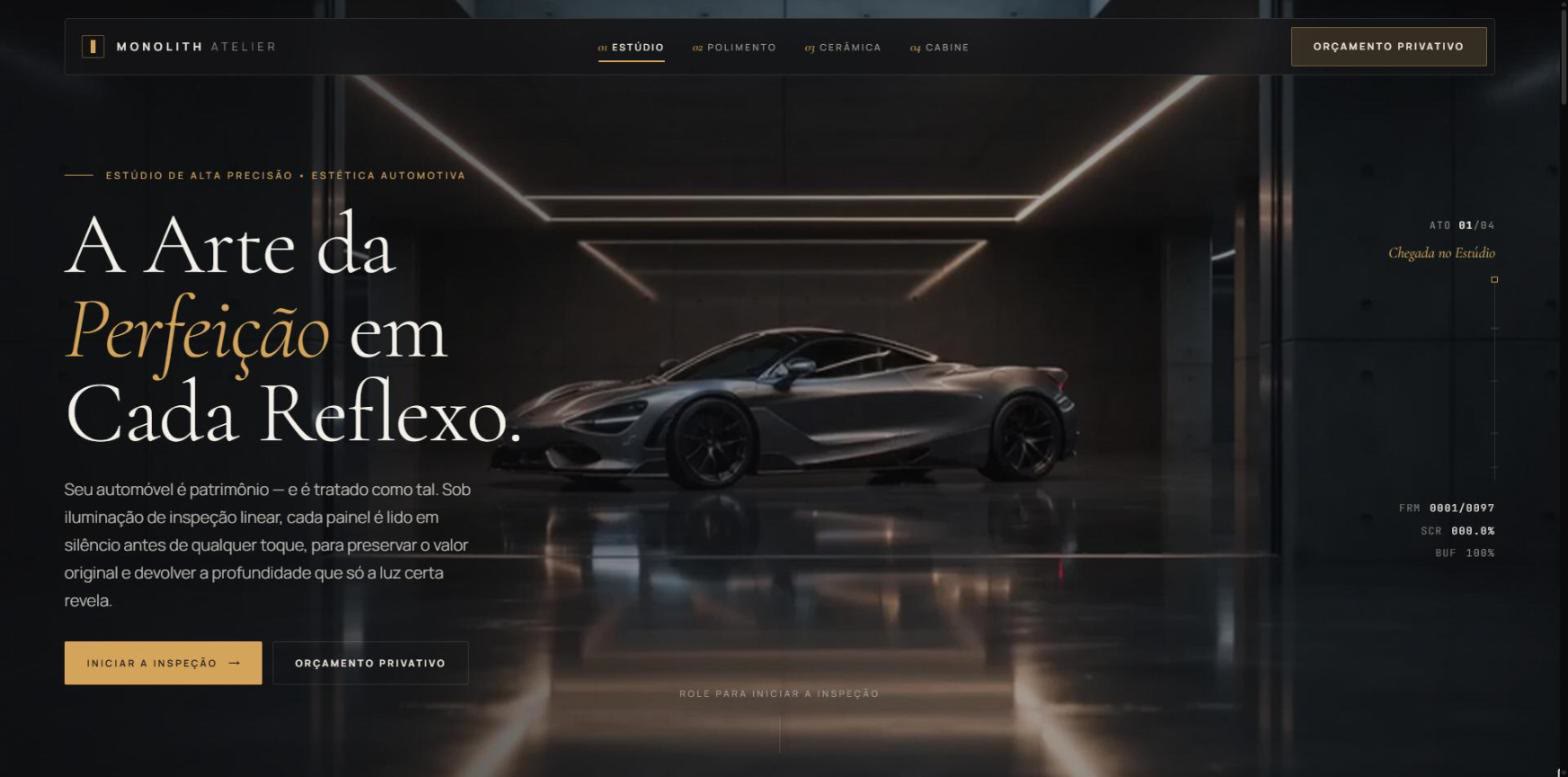 MONOLITH ATELIER
01 ESTÚDIO
02 POLIMENTO
03 CERÂMICA
04 CABINE
ORÇAMENTO PRIVATIVO
ESTÚDIO DE ALTA PRECISÃO • ESTÉTICA AUTOMOTIVA
A Arte da
Perfeição em
Cada Reflexo.
Seu automóvel é patrimônio — e é tratado como tal. Sob
iluminação de inspeção linear, cada painel é lido em
silêncio antes de qualquer toque, para preservar o valor
original e devolver a profundidade que só a luz certa
revela.
INICIAR A INSPEÇÃO →
ORÇAMENTO PRIVATIVO
ROLE PARA INICIAR A INSPEÇÃO
ATO 01/04
Chegada no Estúdio
FRM 0001/0097
SCR 000.0%
BUF 100%